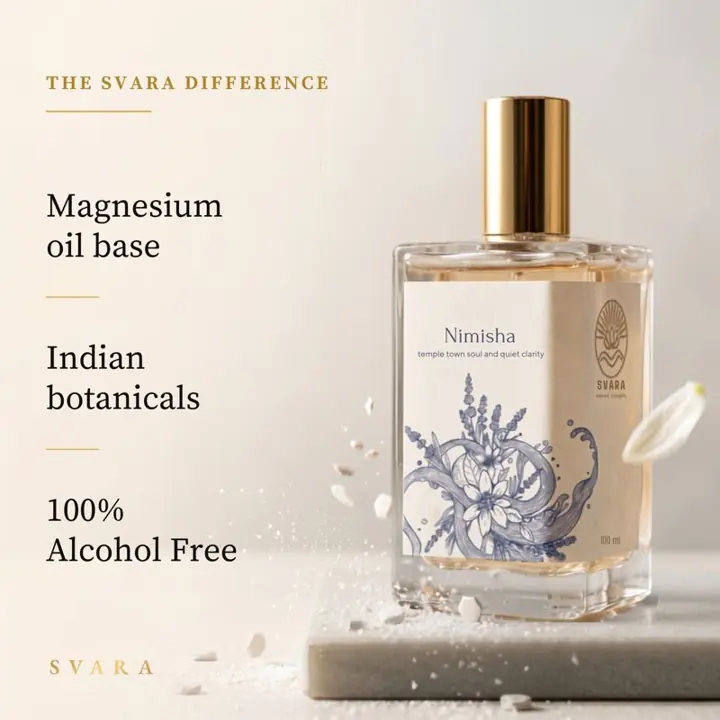 THE SVARA DIFFERENCE
Magnesium
oil base
Indian
botanicals
100%
Alcohol Free
SVARA
Nimisha
temple town soul and quiet clarity
SVARA
100 ml